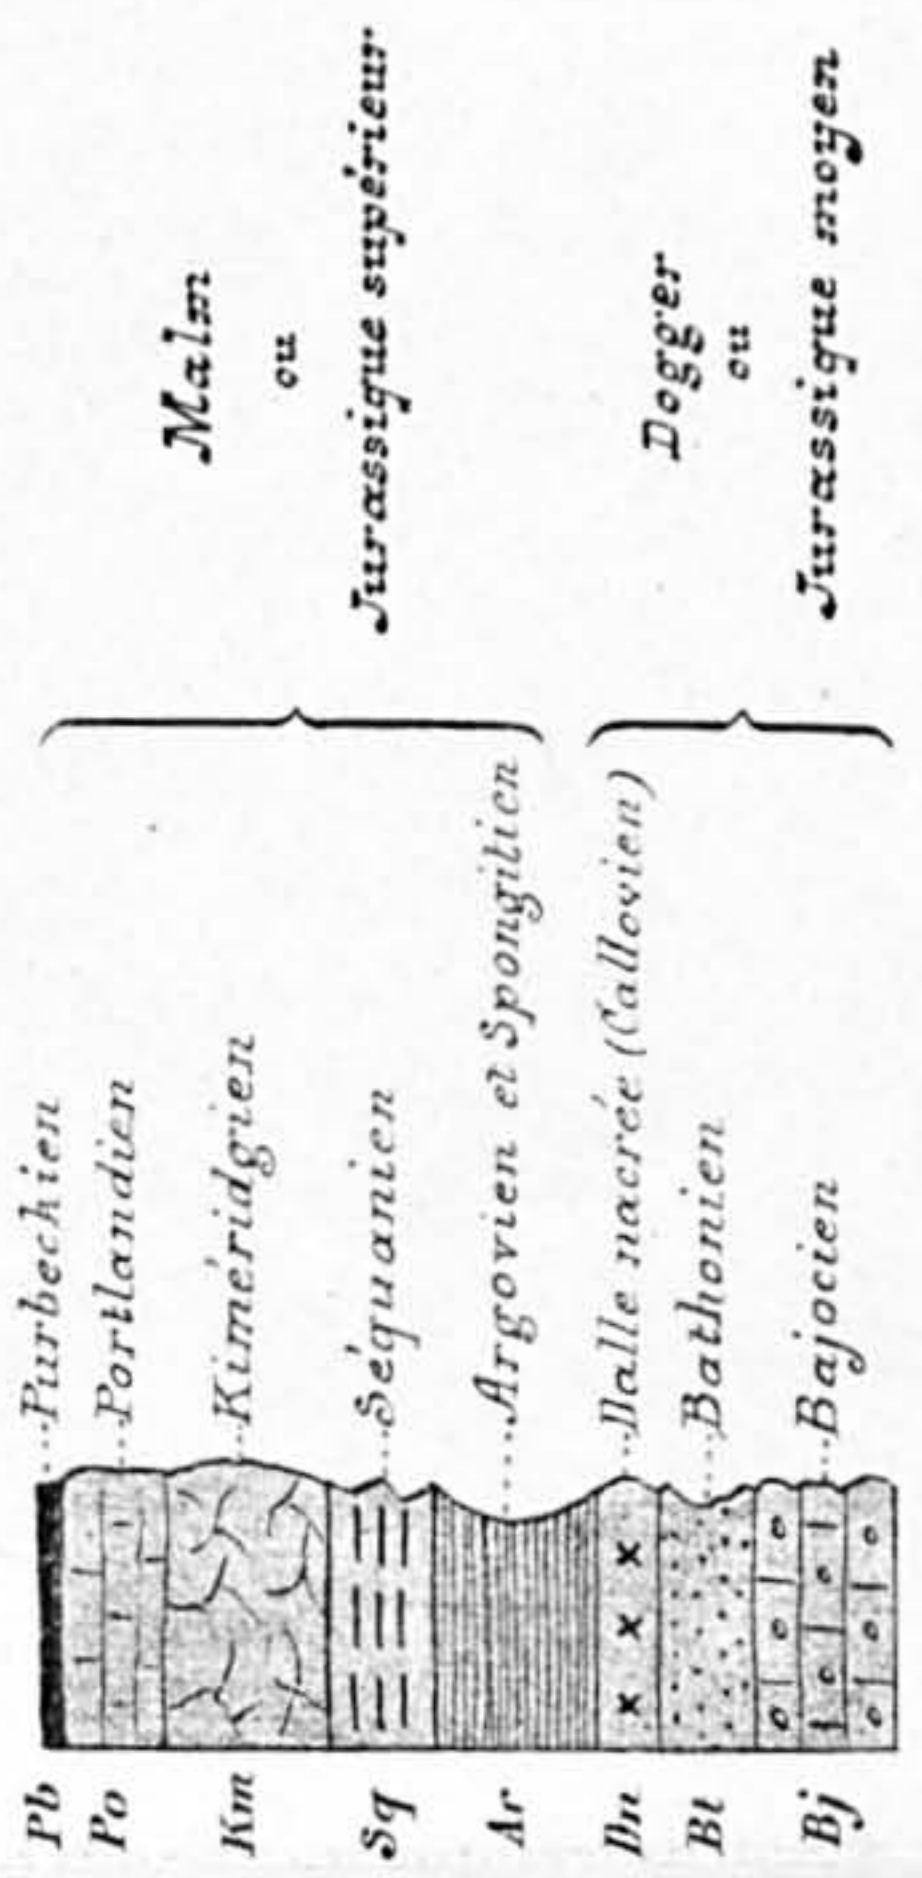 Pb ....Purbechien
Po ....Portlandien
Km ...Kiméridgien
Sq ....Séquanien
Ar ....Argovien et Spongitien
Dn ...Dalle nacrée (Callovien)
Bt ....Bathonien
Bj ....Bajocien
Malm
ou
Jurassique supérieur
Dogger
ou
Jurassique moyen